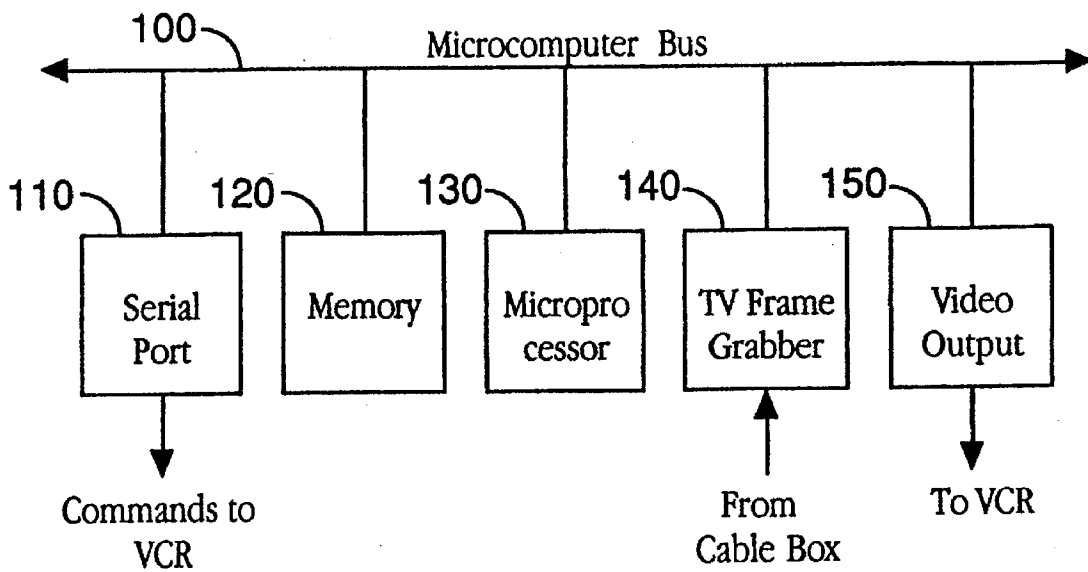 100
Microcomputer Bus
110
120
130
140
150
Serial
Port
Memory
Micropro
cessor
TV Frame
Grabber
Video
Output
Commands to
VCR
From
Cable Box
To VCR